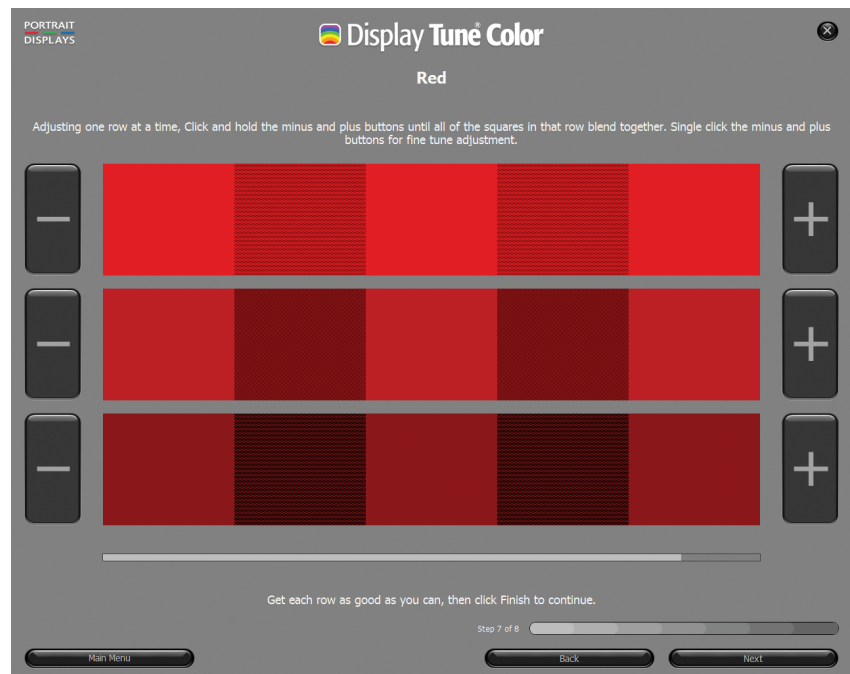 PORTRAIT
DISPLAYS
Display Tune® Color
Red
Adjusting one row at a time, Click and hold the minus and plus buttons until all of the squares in that row blend together. Single click the minus and plus
buttons for fine tune adjustment.
Get each row as good as you can, then click Finish to continue.
Step 7 of 8
Main Menu
Back
Next